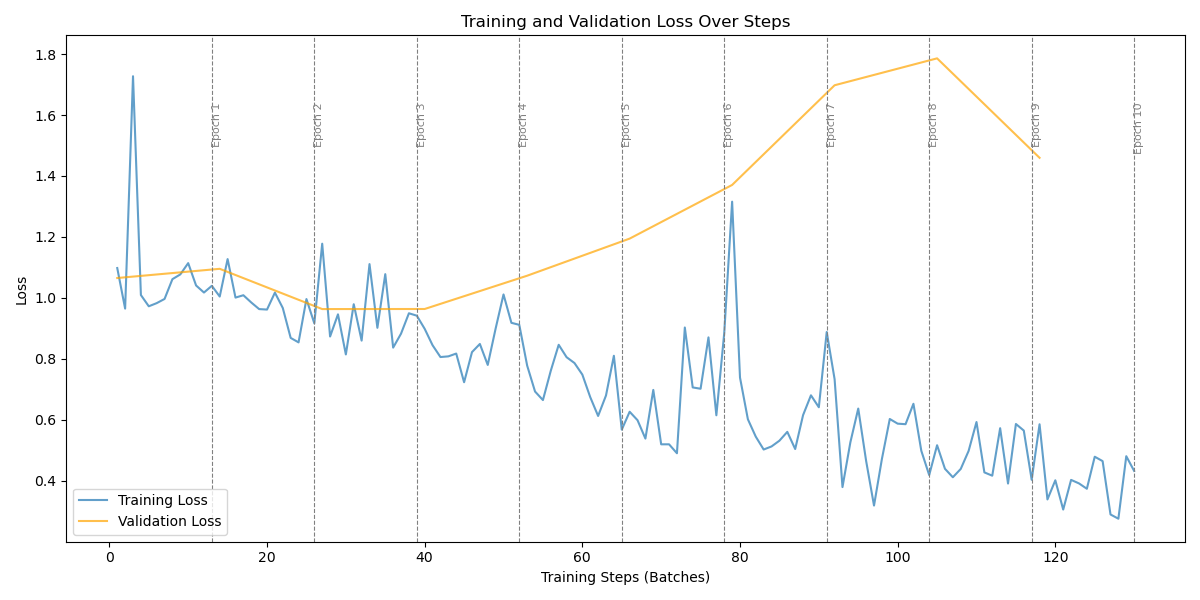 Training and Validation Loss Over Steps
1.8
1.6
1.4
1.2
1.0
0.8
0.6
0.4
Loss
Epoch 1
Epoch 2
Epoch 3
Epoch 4
Epoch 5
Epoch 6
Epoch 7
Epoch 8
Epoch 9
Epoch 10
Training Loss
Validation Loss
0 20 40 60 80 100 120
Training Steps (Batches)